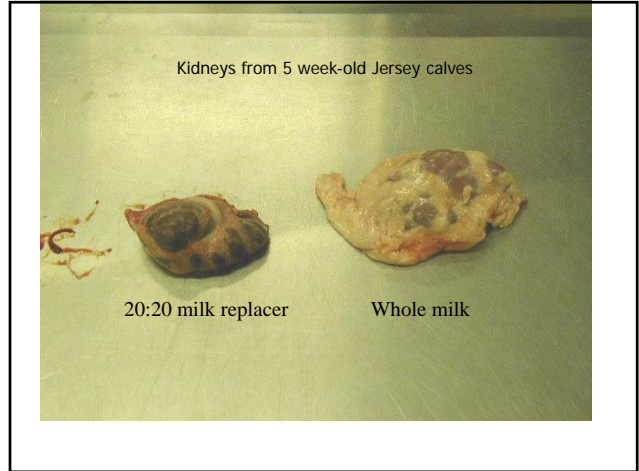 Kidneys from 5 week-old Jersey calves
20:20 milk replacer
Whole milk